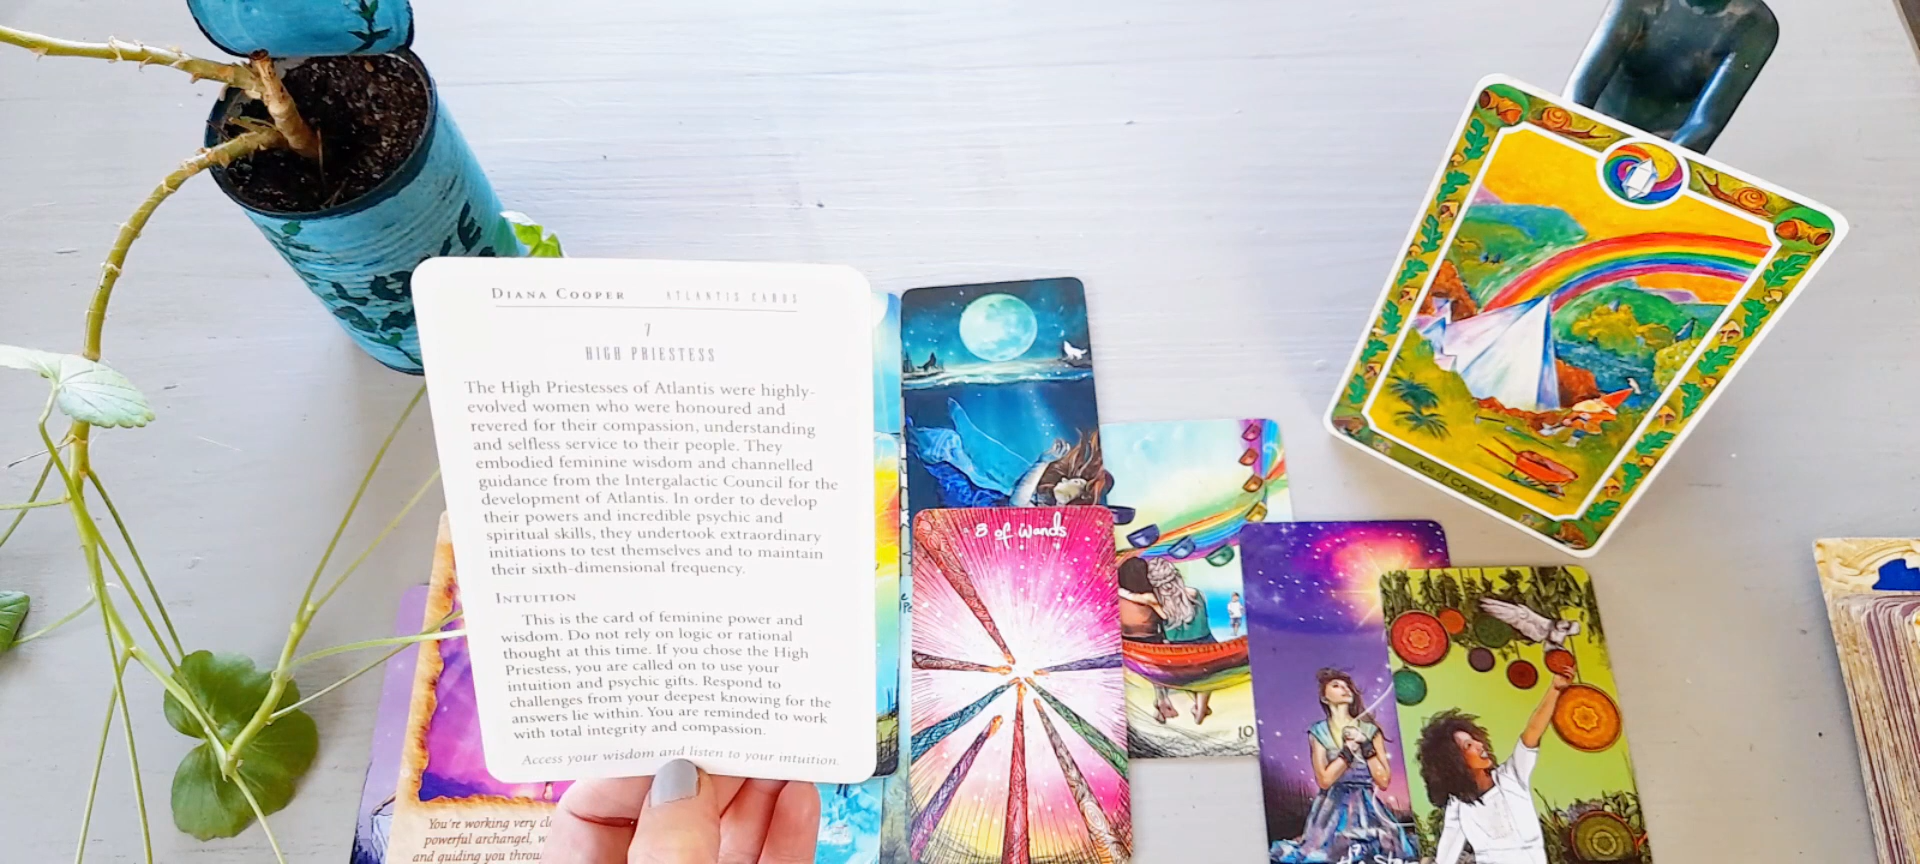 DIANA COOPER ATLANTIS CARDS
7
HIGH PRIESTESS
The High Priestesses of Atlantis were highly-
evolved women who were honoured and
revered for their compassion, understanding
and selfless service to their people. They
embodied feminine wisdom and channelled
guidance from the Intergalactic Council for the
development of Atlantis. In order to develop
their powers and incredible psychic and
spiritual skills, they undertook extraordinary
initiations to test themselves and to maintain
their sixth-dimensional frequency.
INTUITION
This is the card of feminine power and
wisdom. Do not rely on logic or rational
thought at this time. If you chose the High
Priestess, you are called on to use your
intuition and psychic gifts. Respond to
challenges from your deepest knowing for the
answers lie within. You are reminded to work
with total integrity and compassion.
Access your wisdom and listen to your intuition.
You're working very
powerful archangel,
and guiding you
8 of wands
10
the
Ace of Crystals